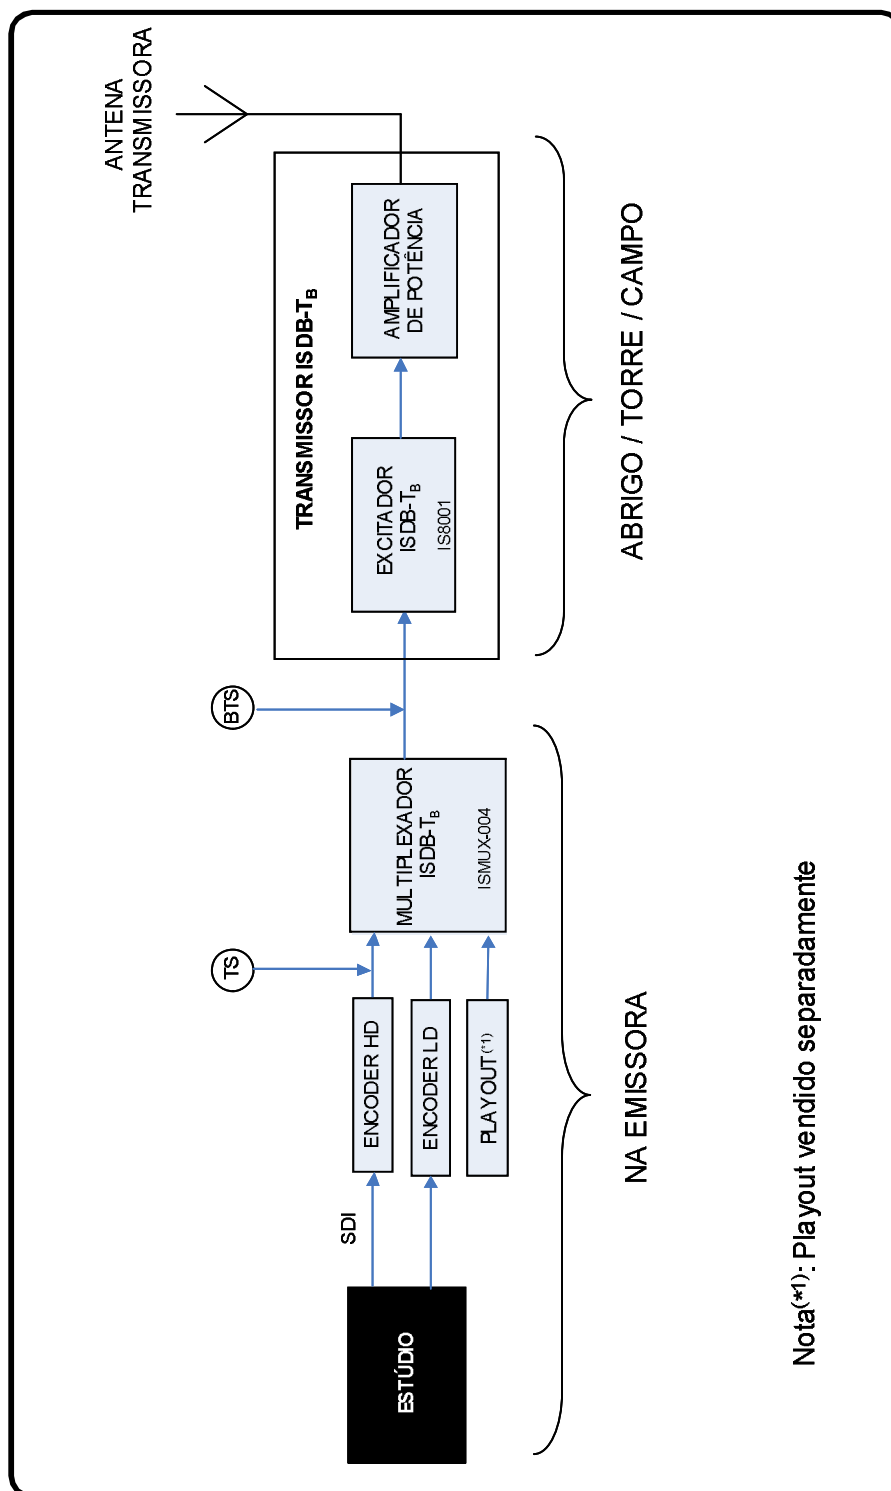 ESTÚDIO
SDI
ENCODER HD
ENCODER LD
PLAYOUT(*1)
TS
MULTIPLEXADOR
ISDB-TB
ISMUX-004
BTS
TRANSMISSOR ISDB-TB
EXCITADOR
ISDB-TB
IS8001
AMPLIFICADOR
DE POTÊNCIA
ANTENA
TRANSMISSORA
NA EMISSORA
ABRIGO / TORRE / CAMPO
Nota(*1): Playout vendido separadamente